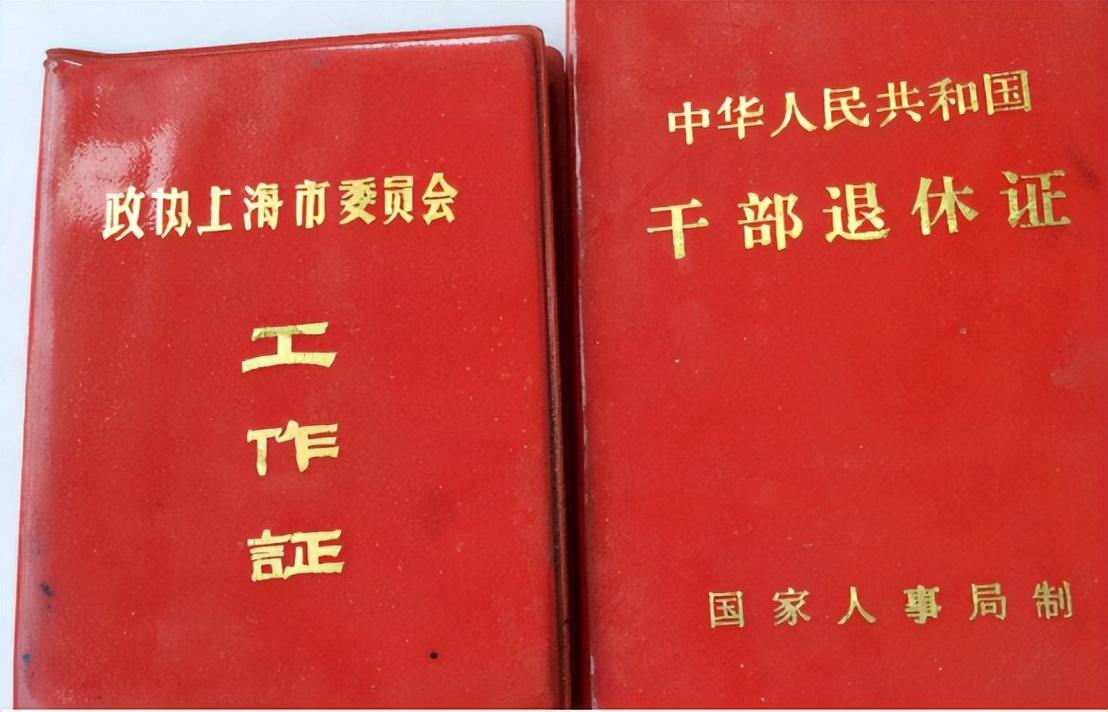 政协上海市委员会
工
作
証
中华人民共和国
干部退休证
国家人事局制